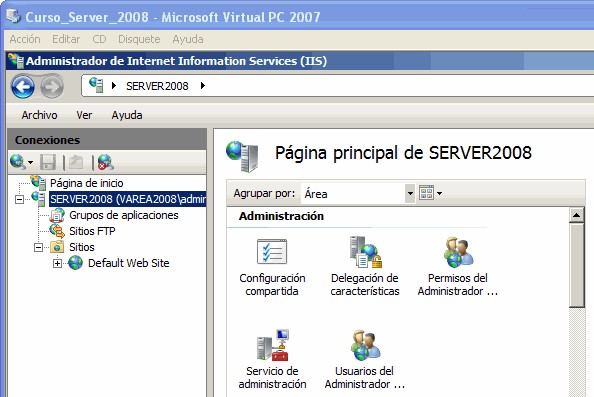 Curso_Server_2008 - Microsoft Virtual PC 2007
Acción Editar CD Disquete Ayuda
Administrador de Internet Information Services (IIS)
SERVER2008
Archivo Ver Ayuda
Conexiones
Página de inicio
SERVER2008 (VAREA2008\admir
Grupos de aplicaciones
Sitios FTP
Sitios
Default Web Site
Página principal de SERVER2008
Agrupar por: Área
Administración
Configuración compartida
Delegación de características
Permisos del Administrador ...
Servicio de administración
Usuarios del Administrador ...